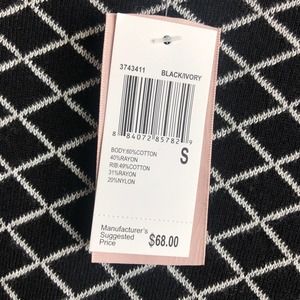 3743411 BLACK/IVORY
8 84072 85782 9
S
BODY:60%COTTON
40%RAYON
RIB:49%COTTON
31%RAYON
20%NYLON
Manufacturer's
Suggested
Price $68.00